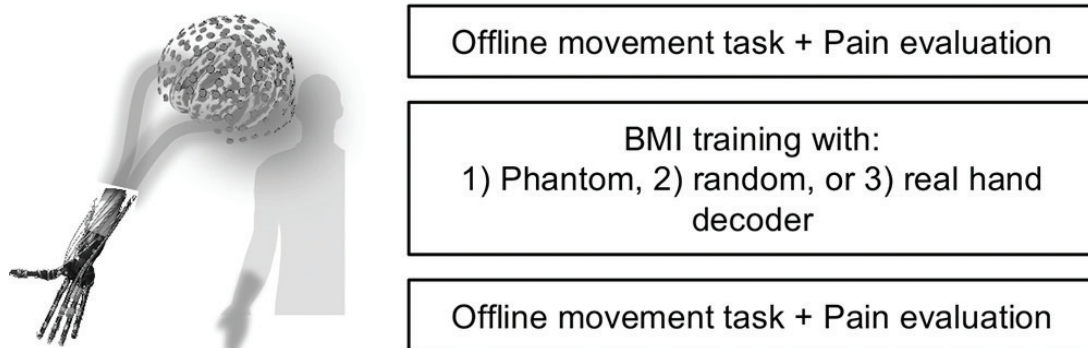 Offline movement task + Pain evaluation
BMI training with:
1) Phantom, 2) random, or 3) real hand
decoder
Offline movement task + Pain evaluation